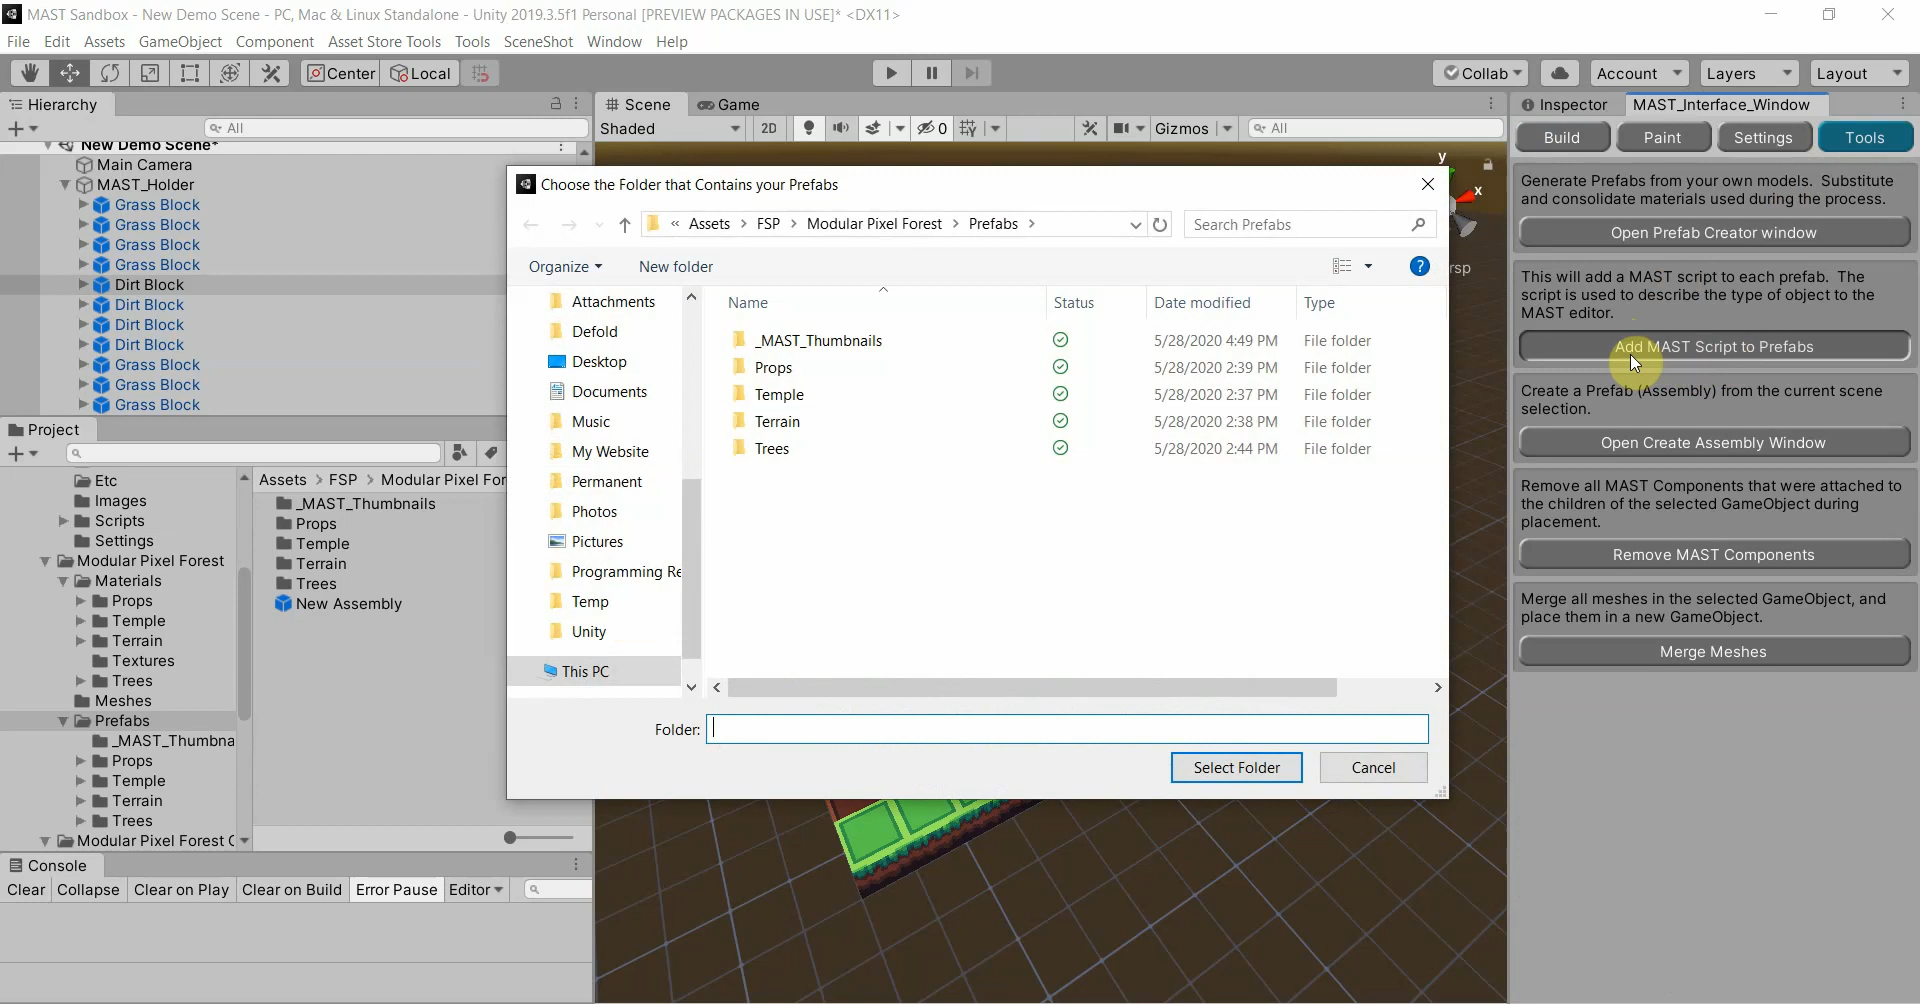 MAST Sandbox - New Demo Scene - PC, Mac & Linux Standalone - Unity 2019.3.5f1 Personal [PREVIEW PACKAGES IN USE]* <DX11>
File Edit Assets GameObject Component Asset Store Tools Tools SceneShot Window Help
Center Local Collab Account Layers Layout
Hierarchy
All
New Demo Scene*
Main Camera
MAST_Holder
Grass Block
Grass Block
Grass Block
Grass Block
Dirt Block
Dirt Block
Dirt Block
Dirt Block
Grass Block
Grass Block
Grass Block
Project
Etc
Images
Scripts
Settings
Modular Pixel Forest
Materials
Props
Temple
Terrain
Textures
Trees
Meshes
Prefabs
_MAST_Thumbna
Props
Temple
Terrain
Trees
Modular Pixel Forest C
Assets > FSP > Modular Pixel For
_MAST_Thumbnails
Props
Temple
Terrain
Trees
New Assembly
Console
Clear Collapse Clear on Play Clear on Build Error Pause Editor
Scene Game
Shaded 2D 0 Gizmos All
y
x
rsp
Choose the Folder that Contains your Prefabs
« Assets > FSP > Modular Pixel Forest > Prefabs >
Search Prefabs
Organize New folder ?
Attachments
Defold
Desktop
Documents
Music
My Website
Permanent
Photos
Pictures
Programming Re
Temp
Unity
This PC
Name Status Date modified Type
_MAST_Thumbnails 5/28/2020 4:49 PM File folder
Props 5/28/2020 2:39 PM File folder
Temple 5/28/2020 2:37 PM File folder
Terrain 5/28/2020 2:38 PM File folder
Trees 5/28/2020 2:44 PM File folder
Folder:
Select Folder Cancel
Inspector MAST_Interface_Window
Build Paint Settings Tools
Generate Prefabs from your own models. Substitute
and consolidate materials used during the process.
Open Prefab Creator window
This will add a MAST script to each prefab. The
script is used to describe the type of object to the
MAST editor.
Add MAST Script to Prefabs
Create a Prefab (Assembly) from the current scene
selection.
Open Create Assembly Window
Remove all MAST Components that were attached to
the children of the selected GameObject during
placement.
Remove MAST Components
Merge all meshes in the selected GameObject, and
place them in a new GameObject.
Merge Meshes